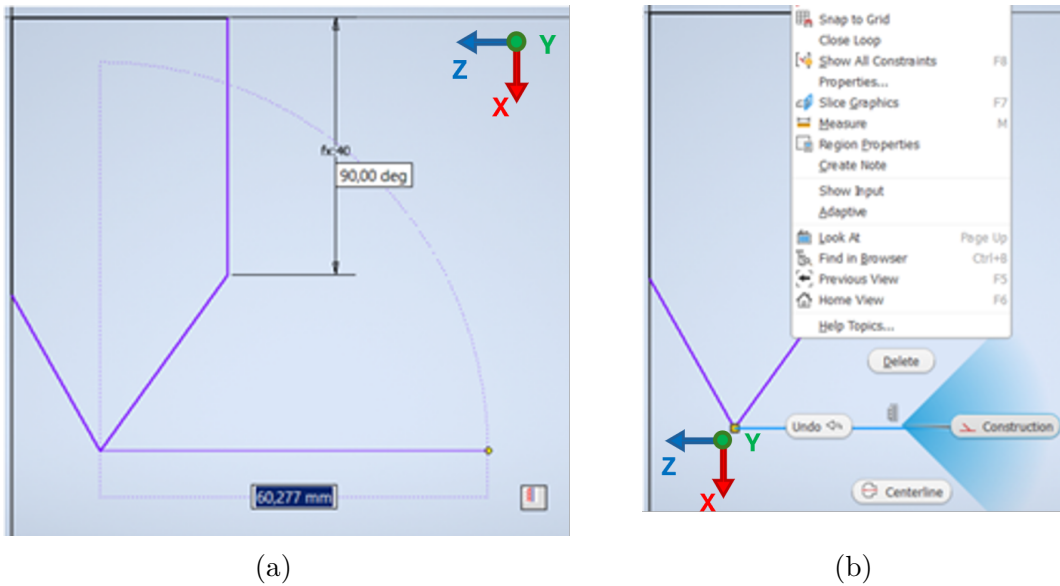 Z
Y
X
fx:40
90,00 deg
60,277 mm
(a)
Snap to Grid
Close Loop
Show All Constraints F8
Properties...
Slice Graphics F7
Measure M
Region Properties
Create Note
Show Input
Adaptive
Look At Page Up
Find in Browser Ctrl+B
Previous View F5
Home View F6
Help Topics...
Delete
Undo
Construction
Z
Y
X
Centerline
(b)